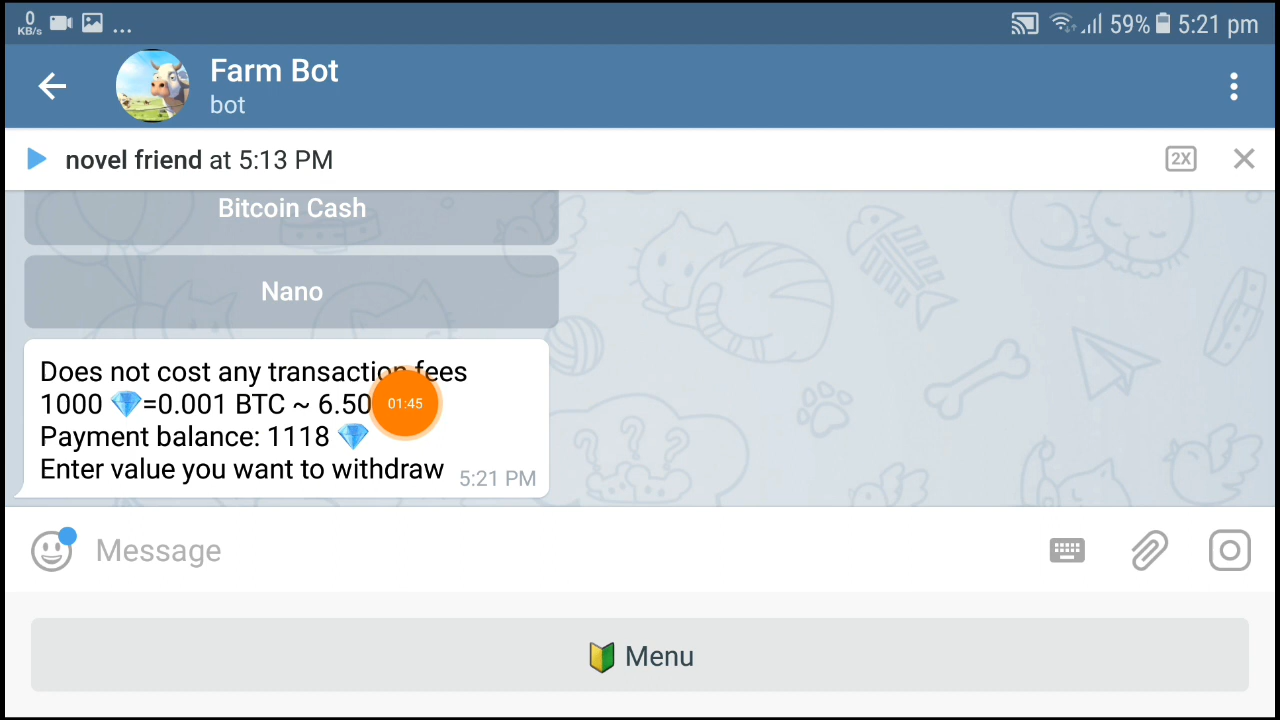 0
KB/s
... 59% 5:21 pm
Farm Bot
bot
novel friend at 5:13 PM
2X
Bitcoin Cash
Nano
Does not cost any transaction fees
1000 💎=0.001 BTC ~ 6.50
01:45
Payment balance: 1118 💎
Enter value you want to withdraw 5:21 PM
Message
Menu
? ? ?